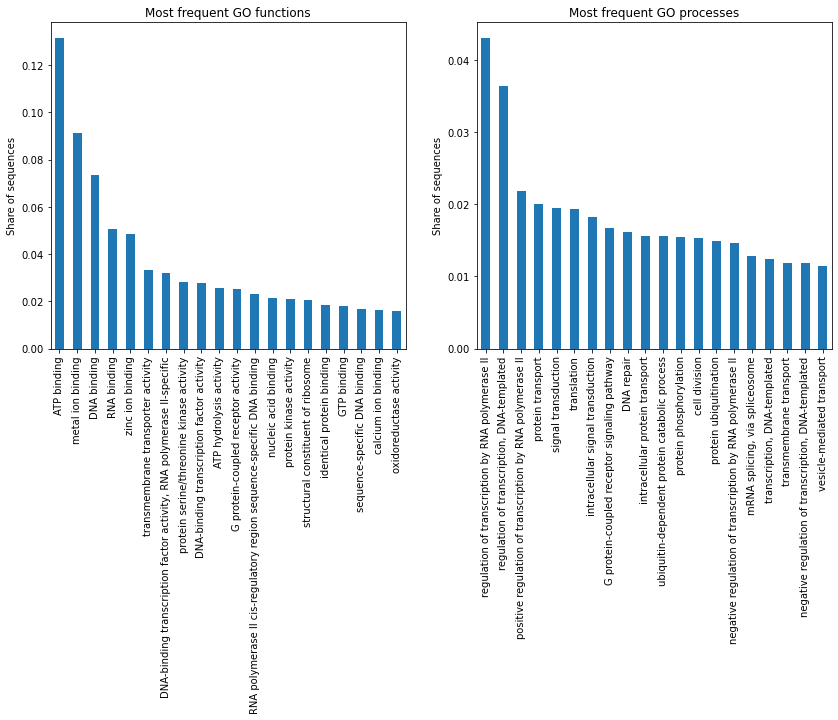 Most frequent GO functions
Share of sequences
0.12
0.10
0.08
0.06
0.04
0.02
0.00
ATP binding
metal ion binding
DNA binding
RNA binding
zinc ion binding
transmembrane transporter activity
DNA-binding transcription factor activity, RNA polymerase II-specific
protein serine/threonine kinase activity
DNA-binding transcription factor activity
ATP hydrolysis activity
G protein-coupled receptor activity
RNA polymerase II cis-regulatory region sequence-specific DNA binding
nucleic acid binding
protein kinase activity
structural constituent of ribosome
identical protein binding
GTP binding
sequence-specific DNA binding
calcium ion binding
oxidoreductase activity
Most frequent GO processes
Share of sequences
0.04
0.03
0.02
0.01
0.00
regulation of transcription by RNA polymerase II
regulation of transcription, DNA-templated
positive regulation of transcription by RNA polymerase II
protein transport
signal transduction
translation
intracellular signal transduction
G protein-coupled receptor signaling pathway
DNA repair
intracellular protein transport
ubiquitin-dependent protein catabolic process
protein phosphorylation
cell division
protein ubiquitination
negative regulation of transcription by RNA polymerase II
mRNA splicing, via spliceosome
transcription, DNA-templated
transmembrane transport
negative regulation of transcription, DNA-templated
vesicle-mediated transport